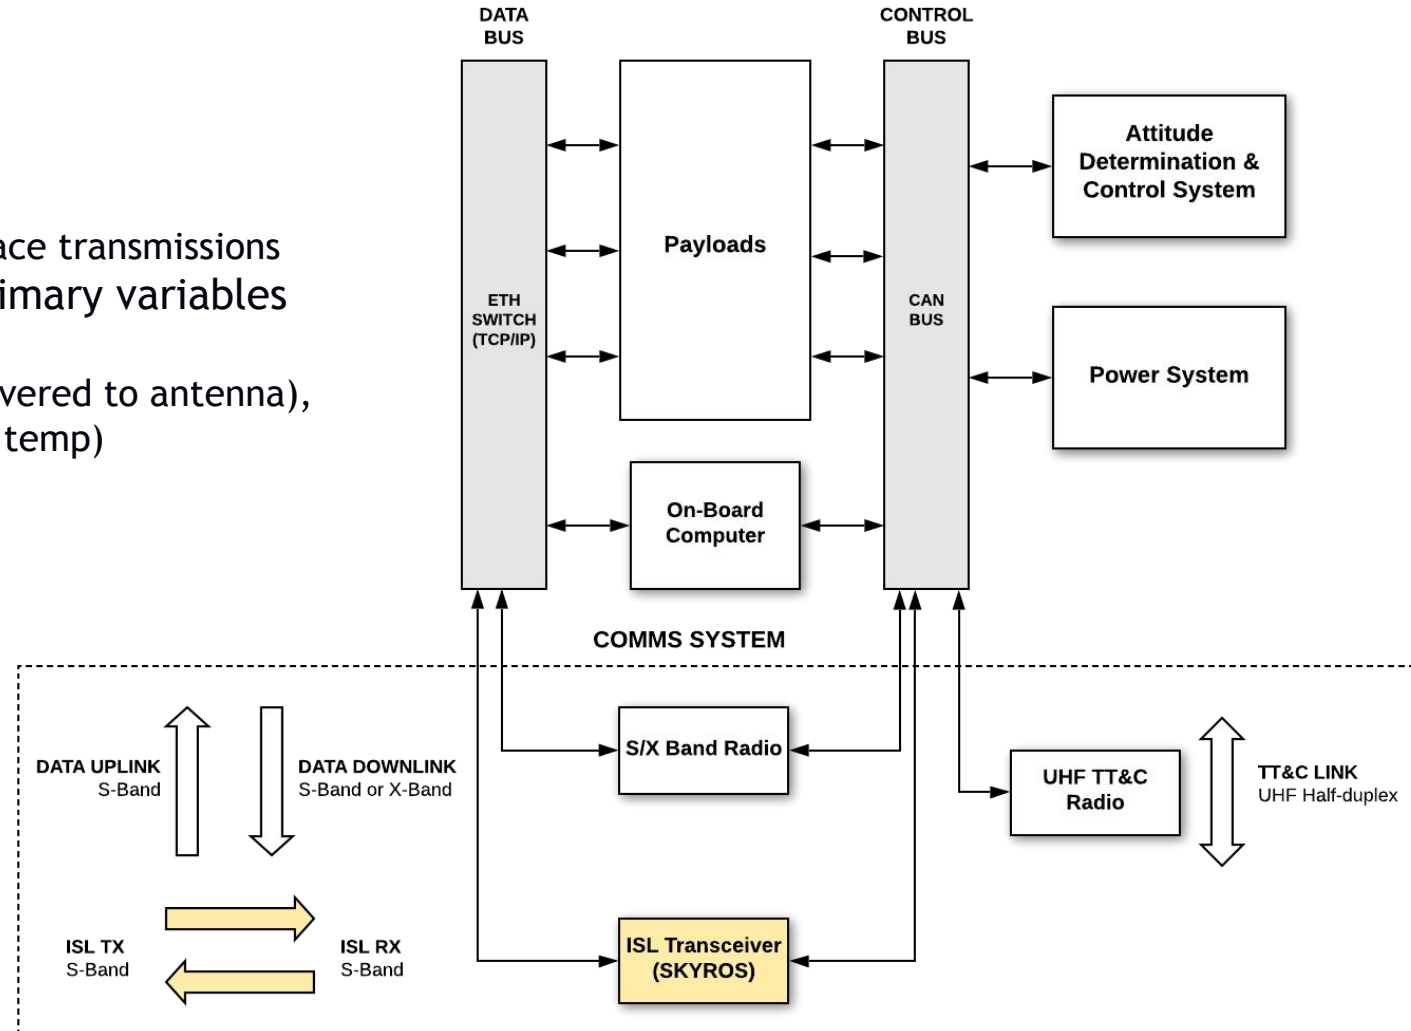 DATA
BUS
CONTROL
BUS
ace transmissions
imary variables
vered to antenna),
temp)
ETH
SWITCH
(TCP/IP)
Payloads
CAN
BUS
Attitude
Determination &
Control System
Power System
On-Board
Computer
COMMS SYSTEM
DATA UPLINK
S-Band
DATA DOWNLINK
S-Band or X-Band
S/X Band Radio
UHF TT&C
Radio
TT&C LINK
UHF Half-duplex
ISL TX
S-Band
ISL RX
S-Band
ISL Transceiver
(SKYROS)